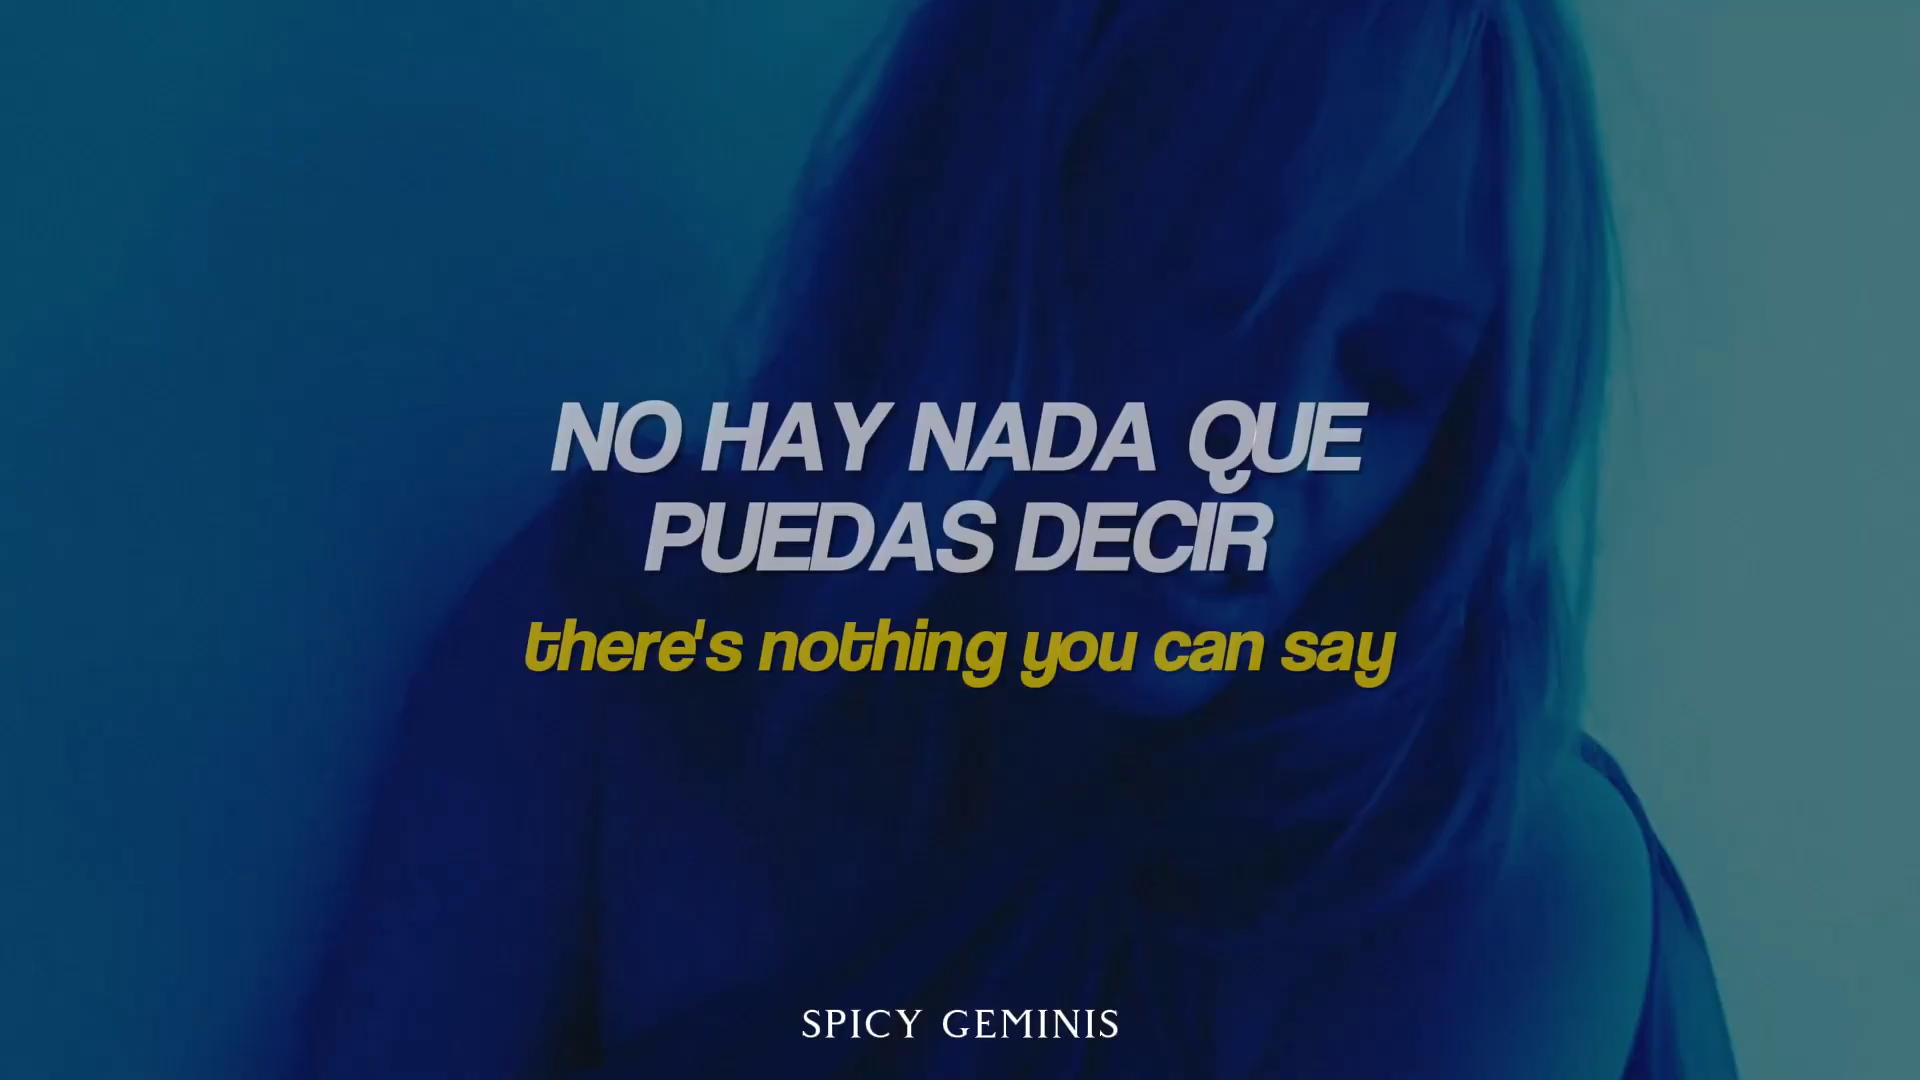 NO HAY NADA QUE
PUEDAS DECIR
there's nothing you can say
SPICY GEMINIS